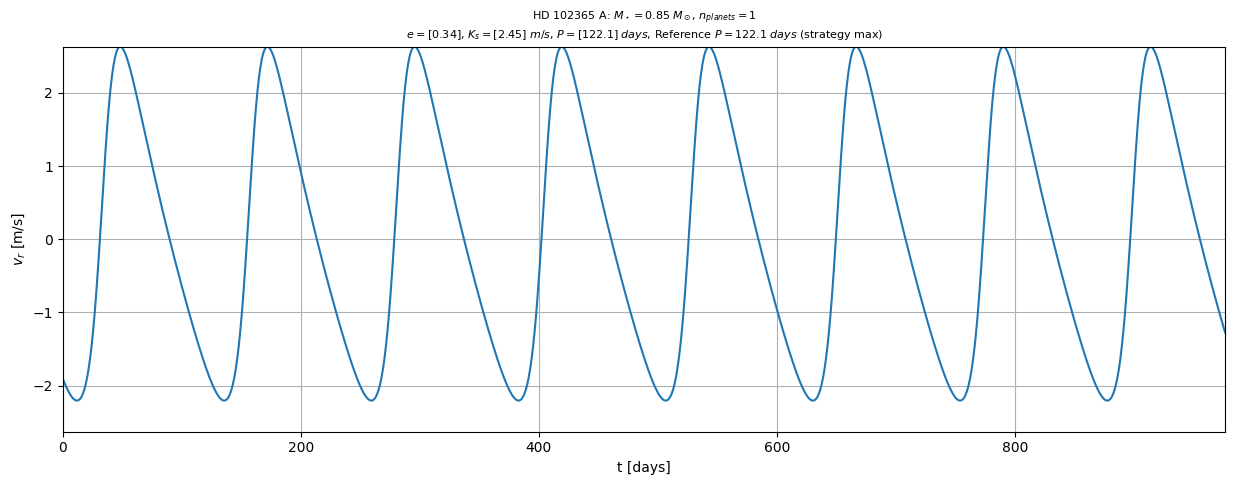 HD 102365 A: $M_\star = 0.85\ M_\odot$, $n_{planets} = 1$
$e = [0.34]$, $K_s = [2.45]\ m/s$, $P = [122.1]\ days$, Reference $P = 122.1\ days$ (strategy max)
$v_r$ [m/s]
2
1
0
−1
−2
0 200 400 600 800
t [days]